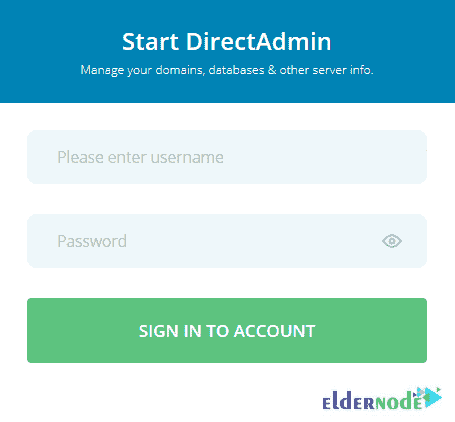 Start DirectAdmin
Manage your domains, databases & other server info.
Please enter username
Password
SIGN IN TO ACCOUNT
eldernode